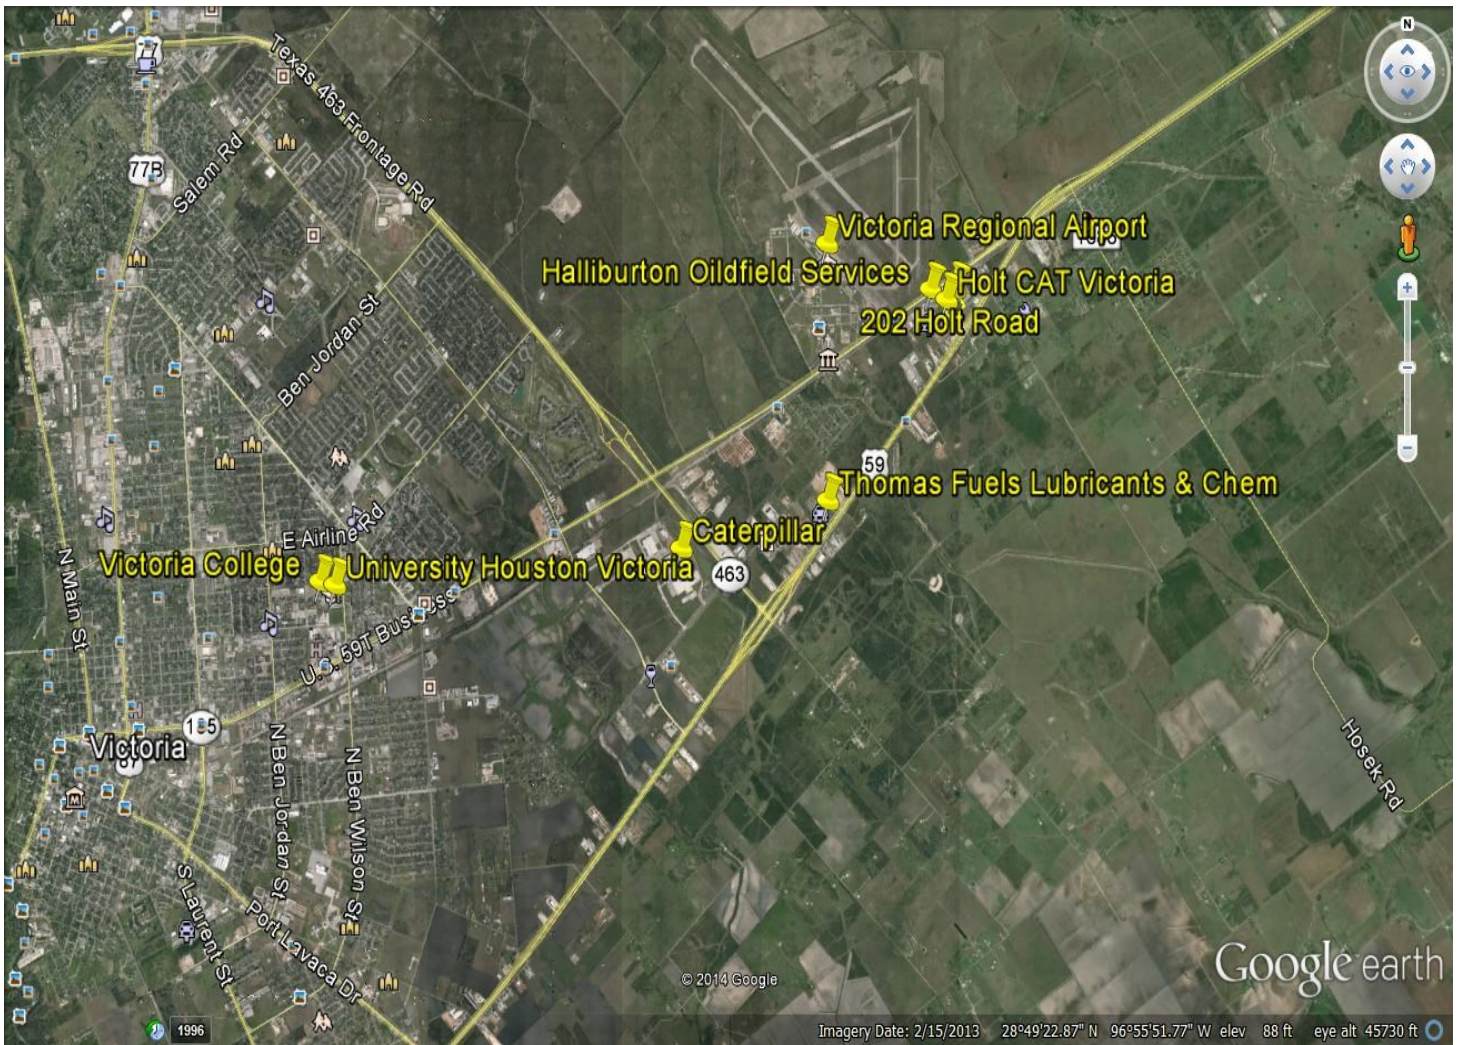 N
77
Texas 463 Frontage Rd
77B
Salem Rd
Victoria Regional Airport
Halliburton Oildfield Services
Holt CAT Victoria
202 Holt Road
Ben Jordan St
59
Thomas Fuels Lubricants & Chem
E Airline Rd
Caterpillar
Victoria College
University Houston Victoria
463
N Main St
U.S. 59T Business
185
Victoria
87
N Ben Jordan St
N Ben Wilson St
Hosek Rd
M
S Laurent St
Port Lavaca Dr
Google earth
© 2014 Google
1996
Imagery Date: 2/15/2013 28°49'22.87" N 96°55'51.77" W elev 88 ft eye alt 45730 ft